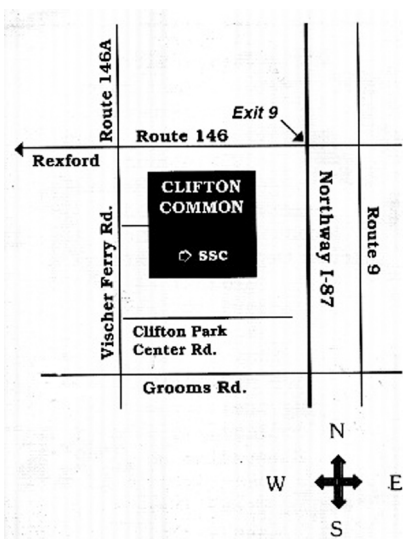 Route 146A
Exit 9
Route 146
Rexford
CLIFTON
COMMON
SSC
Vischer Ferry Rd.
Northway I-87
Route 9
Clifton Park
Center Rd.
Grooms Rd.
N
W
E
S